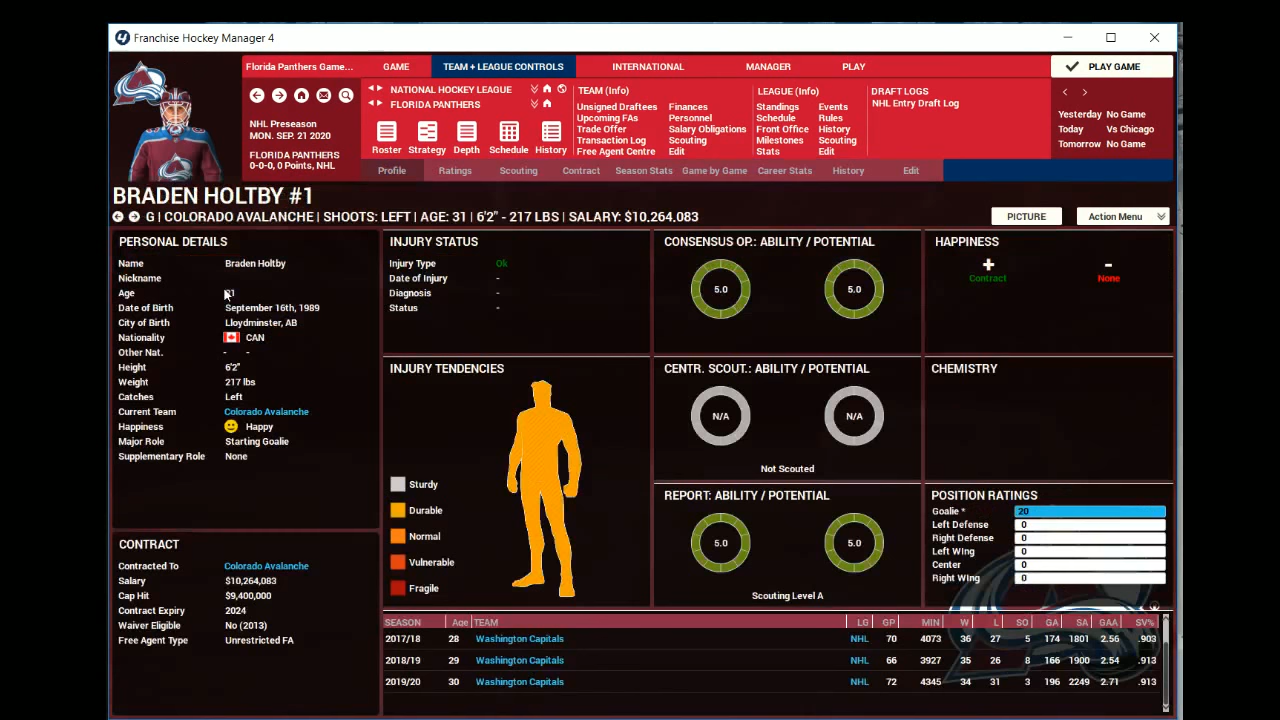 Franchise Hockey Manager 4
Florida Panthers Game...
GAME
TEAM + LEAGUE CONTROLS
INTERNATIONAL
MANAGER
PLAY
PLAY GAME
NHL Preseason
MON. SEP. 21 2020
FLORIDA PANTHERS
0-0-0, 0 Points, NHL
NATIONAL HOCKEY LEAGUE
FLORIDA PANTHERS
Roster Strategy Depth Schedule History
TEAM (Info)
Unsigned Draftees Finances
Upcoming FAs Personnel
Trade Offer Salary Obligations
Transaction Log Scouting
Free Agent Centre Edit
LEAGUE (Info)
Standings Events
Schedule Rules
Front Office History
Milestones Scouting
Stats Edit
DRAFT LOGS
NHL Entry Draft Log
Yesterday No Game
Today Vs Chicago
Tomorrow No Game
Profile Ratings Scouting Contract Season Stats Game by Game Career Stats History Edit
BRADEN HOLTBY #1
G | COLORADO AVALANCHE | SHOOTS: LEFT | AGE: 31 | 6'2" - 217 LBS | SALARY: $10,264,083
PICTURE
Action Menu
PERSONAL DETAILS
Name Braden Holtby
Nickname
Age
Date of Birth September 16th, 1989
City of Birth Lloydminster, AB
Nationality CAN
Other Nat. - -
Height 6'2"
Weight 217 lbs
Catches Left
Current Team Colorado Avalanche
Happiness Happy
Major Role Starting Goalie
Supplementary Role None
CONTRACT
Contracted To Colorado Avalanche
Salary $10,264,083
Cap Hit $9,400,000
Contract Expiry 2024
Waiver Eligible No (2013)
Free Agent Type Unrestricted FA
INJURY STATUS
Injury Type Ok
Date of Injury -
Diagnosis -
Status -
INJURY TENDENCIES
Sturdy
Durable
Normal
Vulnerable
Fragile
CONSENSUS OP.: ABILITY / POTENTIAL
5.0 5.0
CENTR. SCOUT.: ABILITY / POTENTIAL
N/A N/A
Not Scouted
REPORT: ABILITY / POTENTIAL
5.0 5.0
Scouting Level A
HAPPINESS
+ -
Contract None
CHEMISTRY
POSITION RATINGS
Goalie * 20
Left Defense 0
Right Defense 0
Left Wing 0
Center 0
Right Wing 0
SEASON Age TEAM LG GP MIN W L SO GA SA GAA SV%
2017/18 28 Washington Capitals NHL 70 4073 36 27 5 174 1801 2.56 .903
2018/19 29 Washington Capitals NHL 66 3927 35 26 8 166 1900 2.54 .913
2019/20 30 Washington Capitals NHL 72 4345 34 31 3 196 2249 2.71 .913